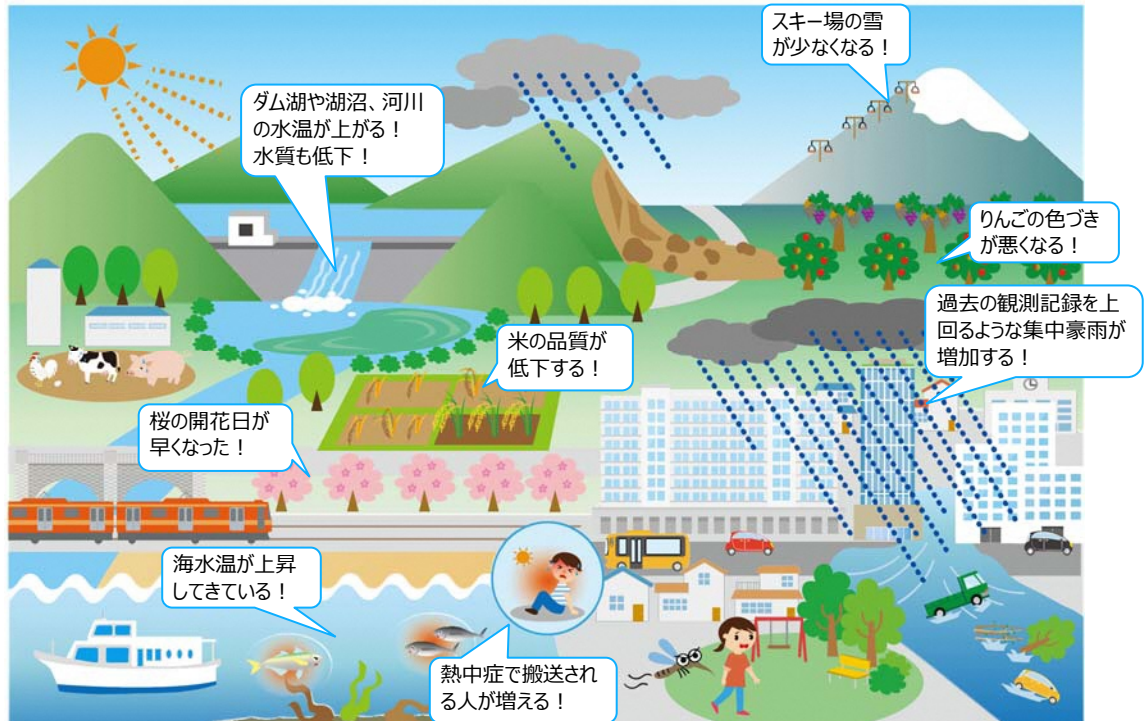 スキー場の雪
が少なくなる！
ダム湖や湖沼、河川
の水温が上がる！
水質も低下！
りんごの色づき
が悪くなる！
過去の観測記録を上
回るような集中豪雨が
増加する！
米の品質が
低下する！
桜の開花日が
早くなった！
海水温が上昇
してきている！
熱中症で搬送され
る人が増える！